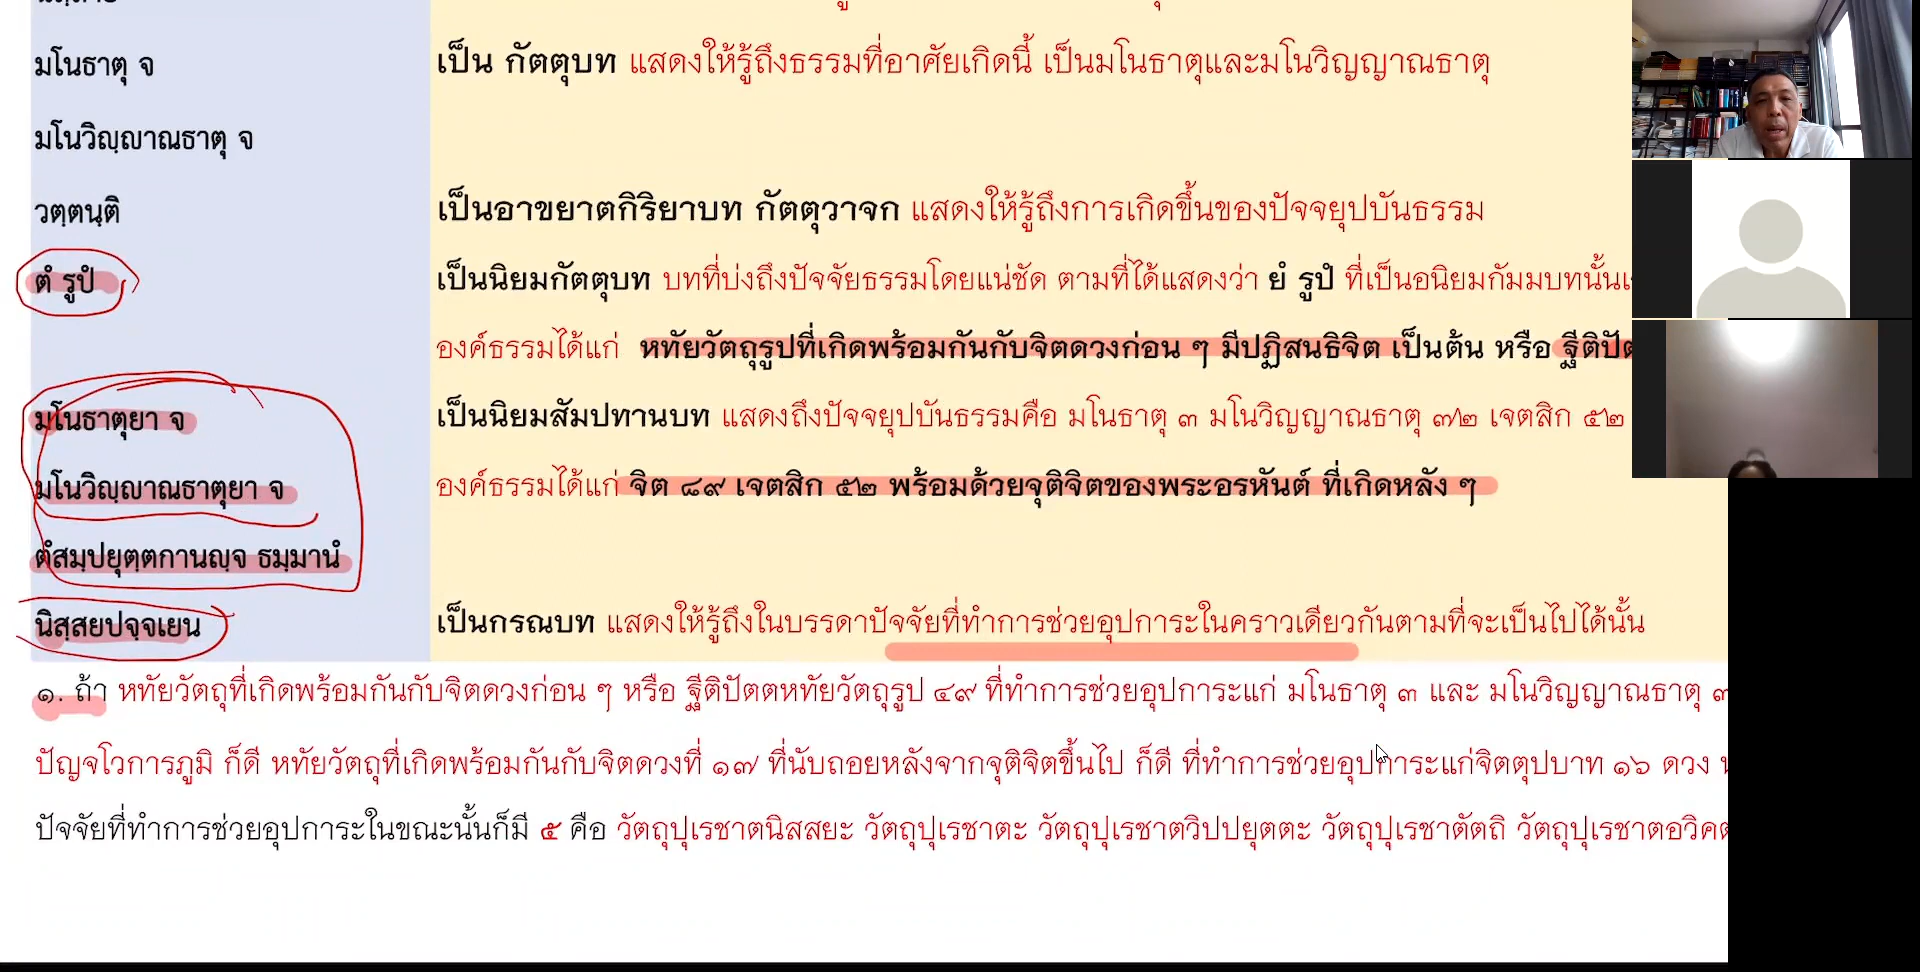 มโนธาตุ จ เป็น กัตตุบท แสดงให้รู้ถึงธรรมที่อาศัยเกิดนี้ เป็นมโนธาตุและมโนวิญญาณธาตุ
มโนวิญฺญาณธาตุ จ
วตฺตนฺติ เป็นอาขยาตกิริยาบท กัตตุวาจก แสดงให้รู้ถึงการเกิดขึ้นของปัจจยุปบันธรรม
ตํ รูปํ เป็นนิยมกัตตุบท บทที่บ่งถึงปัจจัยธรรมโดยแน่ชัด ตามที่ได้แสดงว่า ยํ รูปํ ที่เป็นอนิยมกัมมบทนั้น
องค์ธรรมได้แก่ หทัยวัตถุรูปที่เกิดพร้อมกันกับจิตดวงก่อน ๆ มีปฏิสนธิจิต เป็นต้น หรือ
มโนธาตุยา จ เป็นนิยมสัมปทานบท แสดงถึงปัจจยุปบันธรรมคือ มโนธาตุ ๓ มโนวิญญาณธาตุ ๗๒ เจตสิก ๕๒
มโนวิญฺญาณธาตุยา จ องค์ธรรมได้แก่ จิต ๘๙ เจตสิก ๕๒ พร้อมด้วยจุติจิตของพระอรหันต์ ที่เกิดหลัง ๆ
ตํสมฺปยุตฺตกานญฺจ ธมฺมานํ
นิสฺสยปจฺจเยน เป็นกรณบท แสดงให้รู้ถึงในบรรดาปัจจัยที่ทำการช่วยอุปการะในคราวเดียวกันตามที่จะเป็นไปได้นั้น
๑. ถ้า หทัยวัตถุที่เกิดพร้อมกันกับจิตดวงก่อน ๆ หรือ ฐีติปัตตหทัยวัตถุรูป ๔๙ ที่ทำการช่วยอุปการะแก่ มโนธาตุ ๓ และ มโนวิญญาณธาตุ
ปัญจโวการภูมิ ก็ดี หทัยวัตถุที่เกิดพร้อมกันกับจิตดวงที่ ๑๗ ที่นับถอยหลังจากจุติจิตขึ้นไป ก็ดี ที่ทำการช่วยอุปการะแก่จิตตุปบาท ๑๖ ดวง
ปัจจัยที่ทำการช่วยอุปการะในขณะนั้นก็มี ๕ คือ วัตถุปุเรชาตนิสสยะ วัตถุปุเรชาตะ วัตถุปุเรชาตวิปปยุตตะ วัตถุปุเรชาตัตถิ